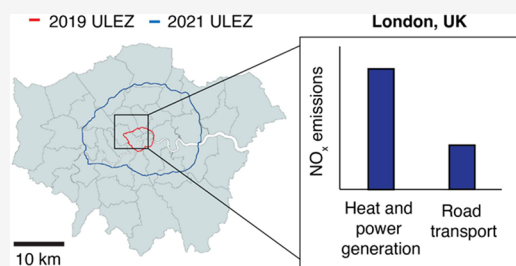 2019 ULEZ
2021 ULEZ
10 km
London, UK
NOx emissions
Heat and
power
generation
Road
transport